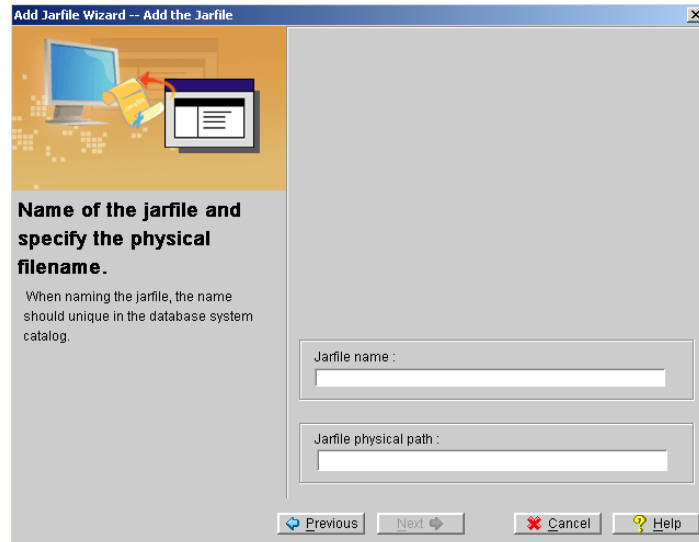 Add Jarfile Wizard -- Add the Jarfile
Name of the jarfile and
specify the physical
filename.
When naming the jarfile, the name
should unique in the database system
catalog.
Jarfile name :
Jarfile physical path :
Previous
Next
Cancel
Help